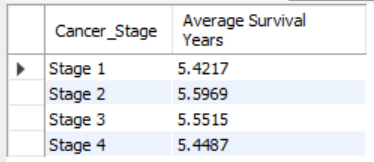 Cancer_Stage Average Survival
Years
Stage 1 5.4217
Stage 2 5.5969
Stage 3 5.5515
Stage 4 5.4487